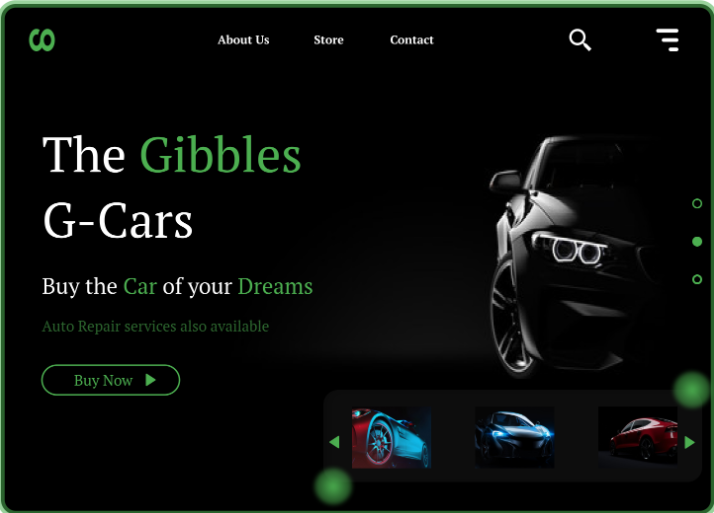 About Us Store Contact
The Gibbles
G-Cars
Buy the Car of your Dreams
Auto Repair services also available
Buy Now